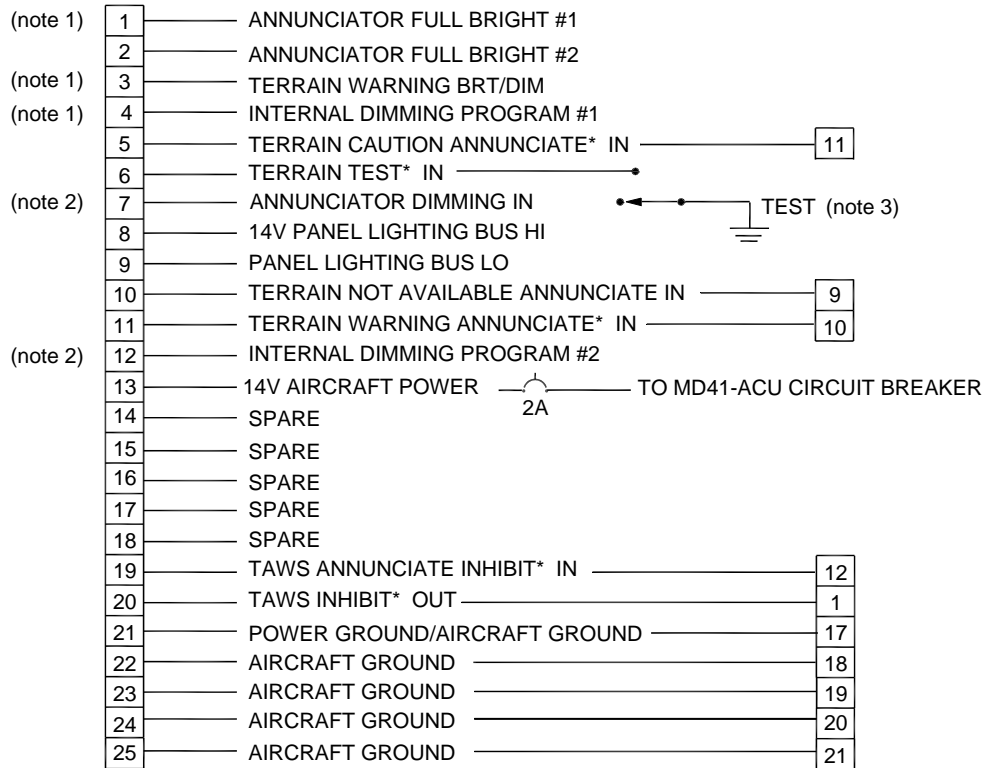 (note 1) 1 ANNUNCIATOR FULL BRIGHT #1
2 ANNUNCIATOR FULL BRIGHT #2
(note 1) 3 TERRAIN WARNING BRT/DIM
(note 1) 4 INTERNAL DIMMING PROGRAM #1
5 TERRAIN CAUTION ANNUNCIATE* IN 11
6 TERRAIN TEST* IN
(note 2) 7 ANNUNCIATOR DIMMING IN TEST (note 3)
8 14V PANEL LIGHTING BUS HI
9 PANEL LIGHTING BUS LO
10 TERRAIN NOT AVAILABLE ANNUNCIATE IN 9
11 TERRAIN WARNING ANNUNCIATE* IN 10
(note 2) 12 INTERNAL DIMMING PROGRAM #2
13 14V AIRCRAFT POWER 2A TO MD41-ACU CIRCUIT BREAKER
14 SPARE
15 SPARE
16 SPARE
17 SPARE
18 SPARE
19 TAWS ANNUNCIATE INHIBIT* IN 12
20 TAWS INHIBIT* OUT 1
21 POWER GROUND/AIRCRAFT GROUND 17
22 AIRCRAFT GROUND 18
23 AIRCRAFT GROUND 19
24 AIRCRAFT GROUND 20
25 AIRCRAFT GROUND 21